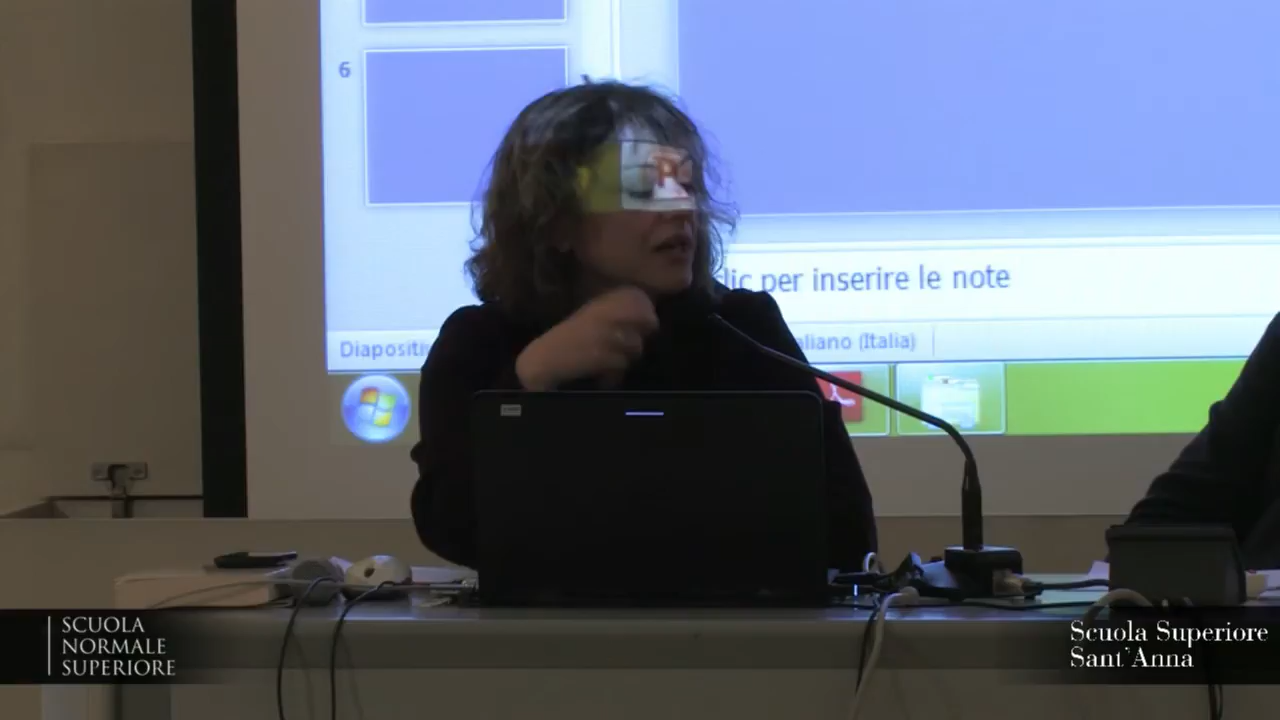 6
clic per inserire le note
Diapositi
aliano (Italia)
P
SCUOLA
NORMALE
SUPERIORE
Scuola Superiore
Sant'Anna